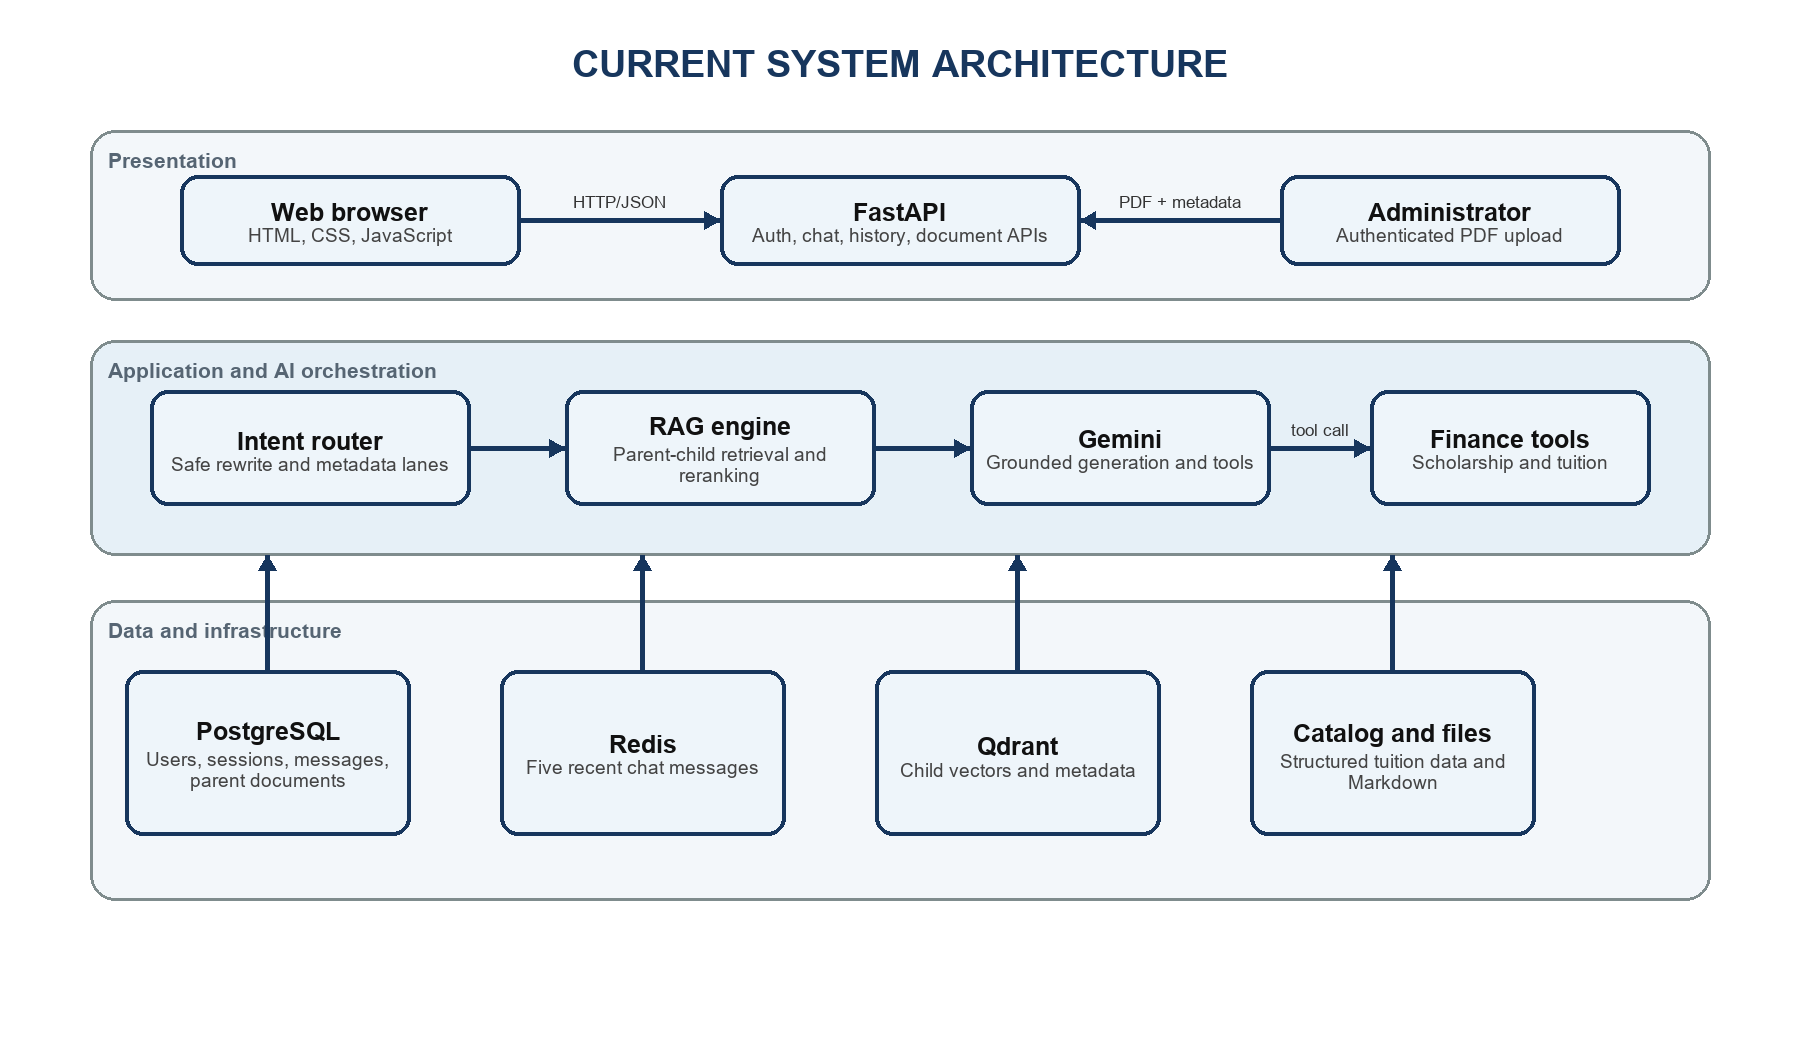 CURRENT SYSTEM ARCHITECTURE
Presentation
Web browser
HTML, CSS, JavaScript
HTTP/JSON
FastAPI
Auth, chat, history, document APIs
PDF + metadata
Administrator
Authenticated PDF upload
Application and AI orchestration
Intent router
Safe rewrite and metadata lanes
RAG engine
Parent-child retrieval and
reranking
Gemini
Grounded generation and tools
tool call
Finance tools
Scholarship and tuition
Data and infrastructure
PostgreSQL
Users, sessions, messages,
parent documents
Redis
Five recent chat messages
Qdrant
Child vectors and metadata
Catalog and files
Structured tuition data and
Markdown